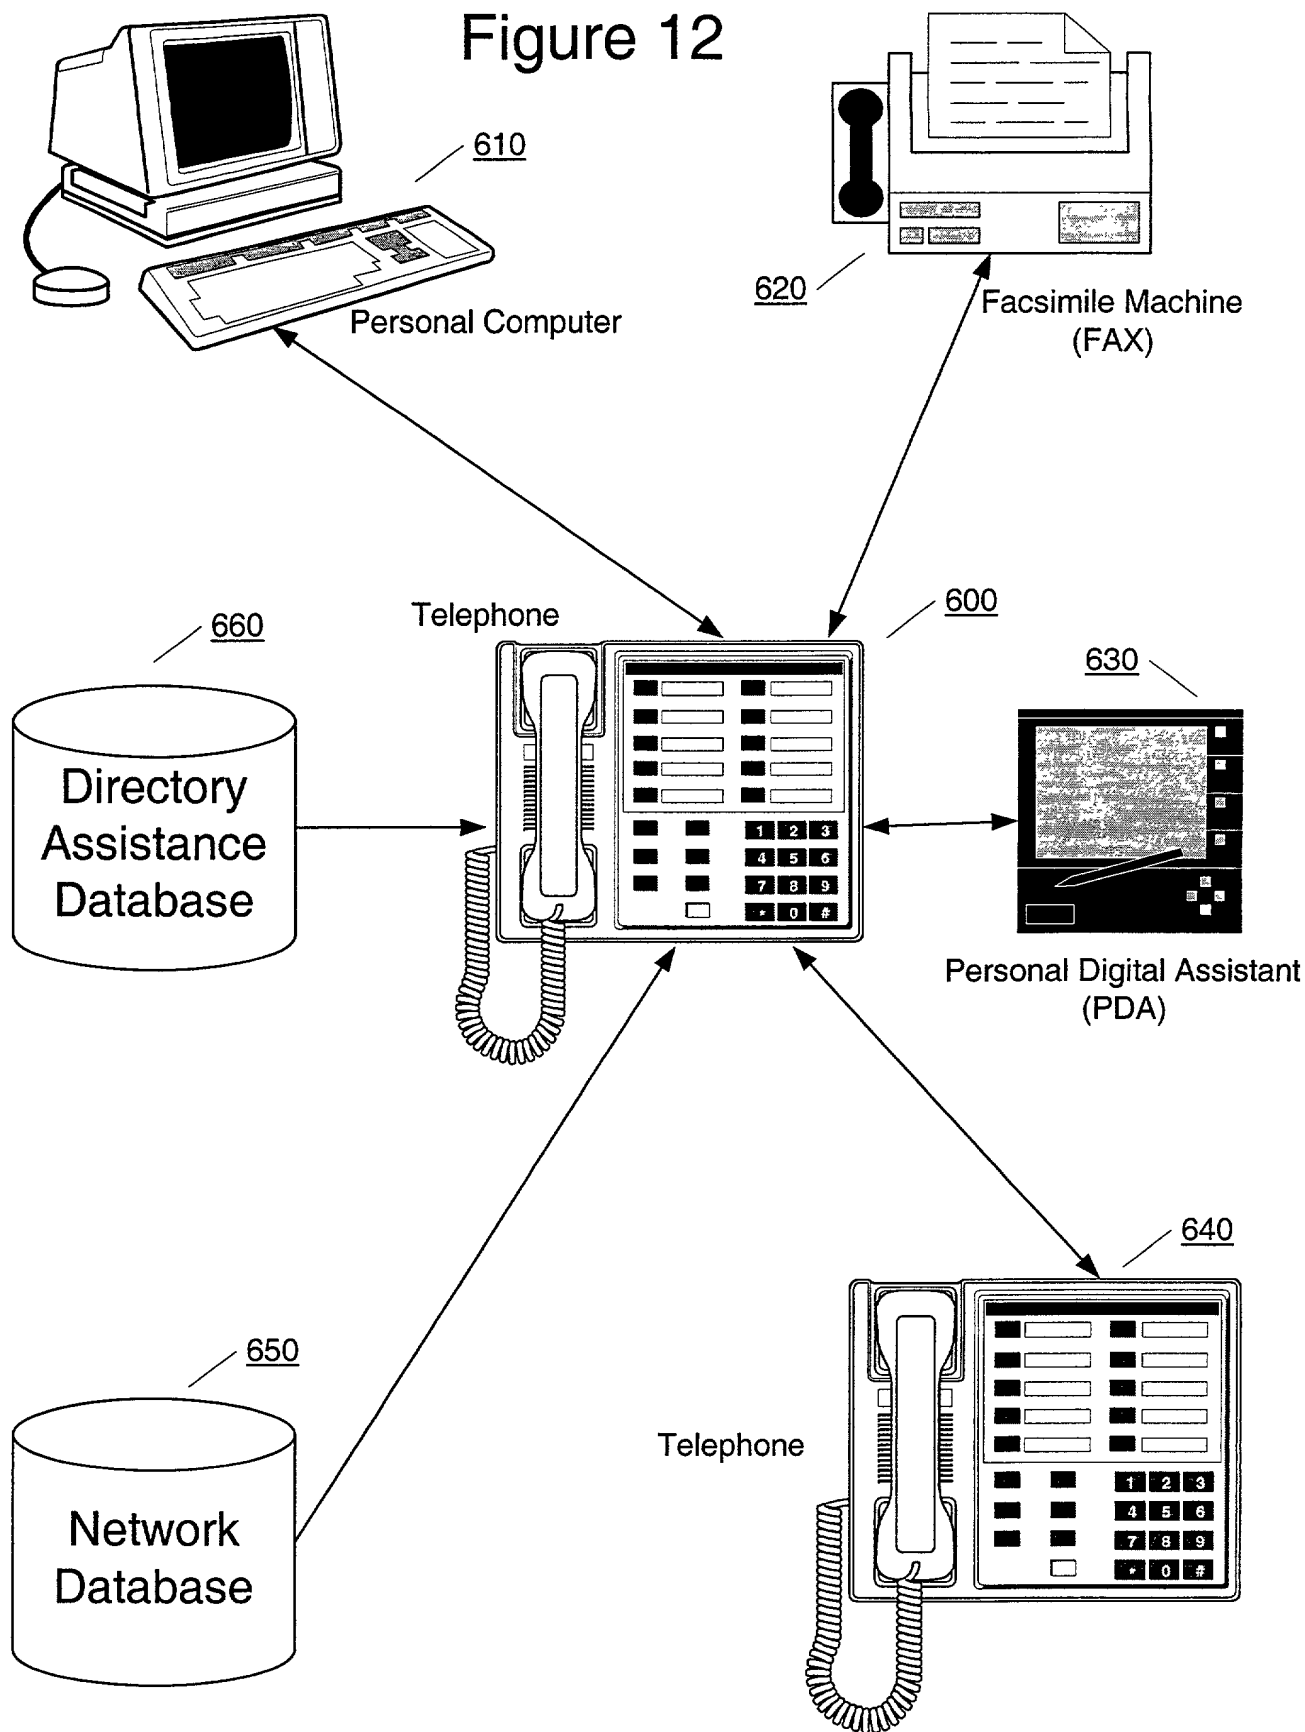 Figure 12
610
620
Personal Computer
Facsimile Machine
(FAX)
Telephone
600
660
630
Directory
Assistance
Database
1 2 3
4 5 6
7 8 9
* 0 #
Personal Digital Assistant
(PDA)
640
650
Telephone
Network
Database
1 2 3
4 5 6
7 8 9
* 0 #